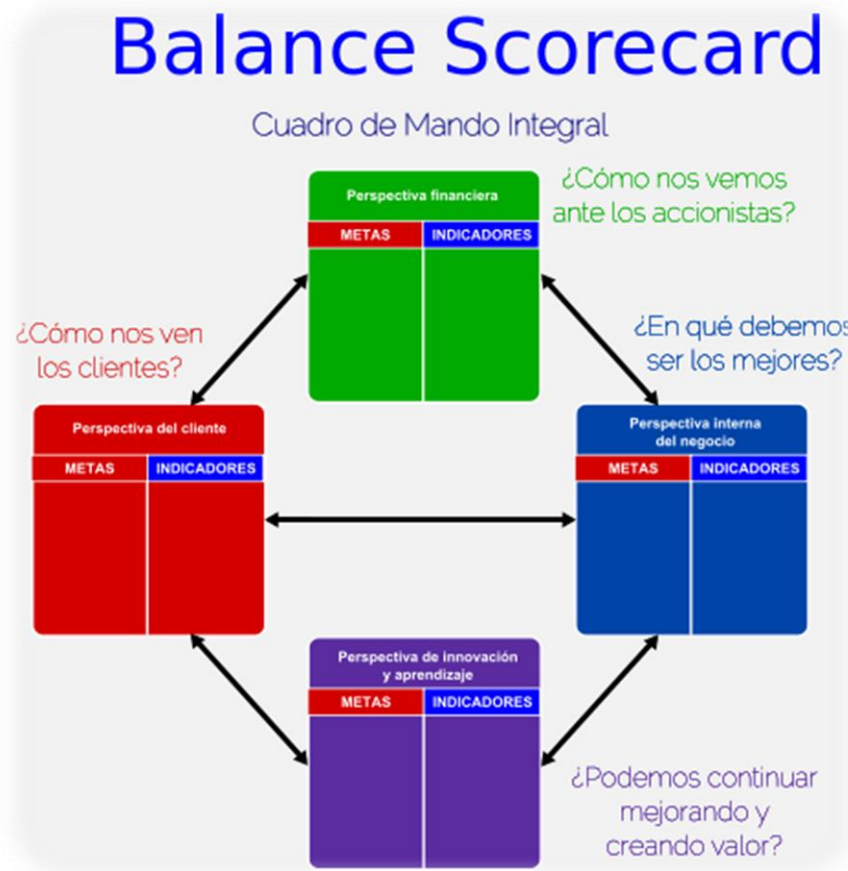 Balance Scorecard
Cuadro de Mando Integral
Perspectiva financiera
METAS INDICADORES
¿Cómo nos vemos
ante los accionistas?
¿Cómo nos ven
los clientes?
¿En qué debemos
ser los mejores?
Perspectiva del cliente
METAS INDICADORES
Perspectiva interna
del negocio
METAS INDICADORES
Perspectiva de innovación
y aprendizaje
METAS INDICADORES
¿Podemos continuar
mejorando y
creando valor?